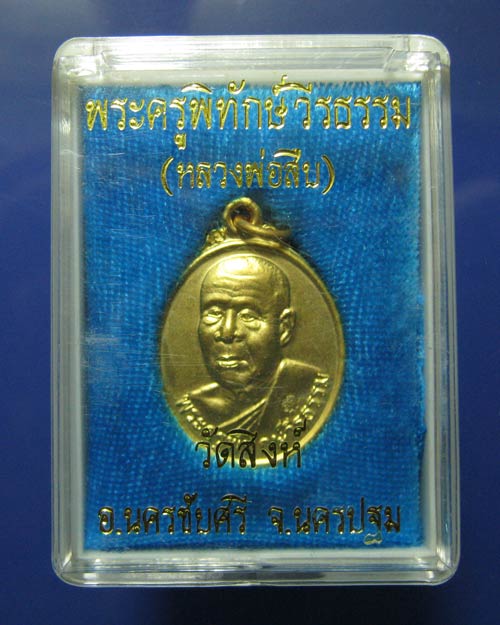 พระครูพิทักษ์วีรธรรม
(หลวงพ่อสืบ)
วัดสิงห์
อ.นครชัยศรี จ.นครปฐม